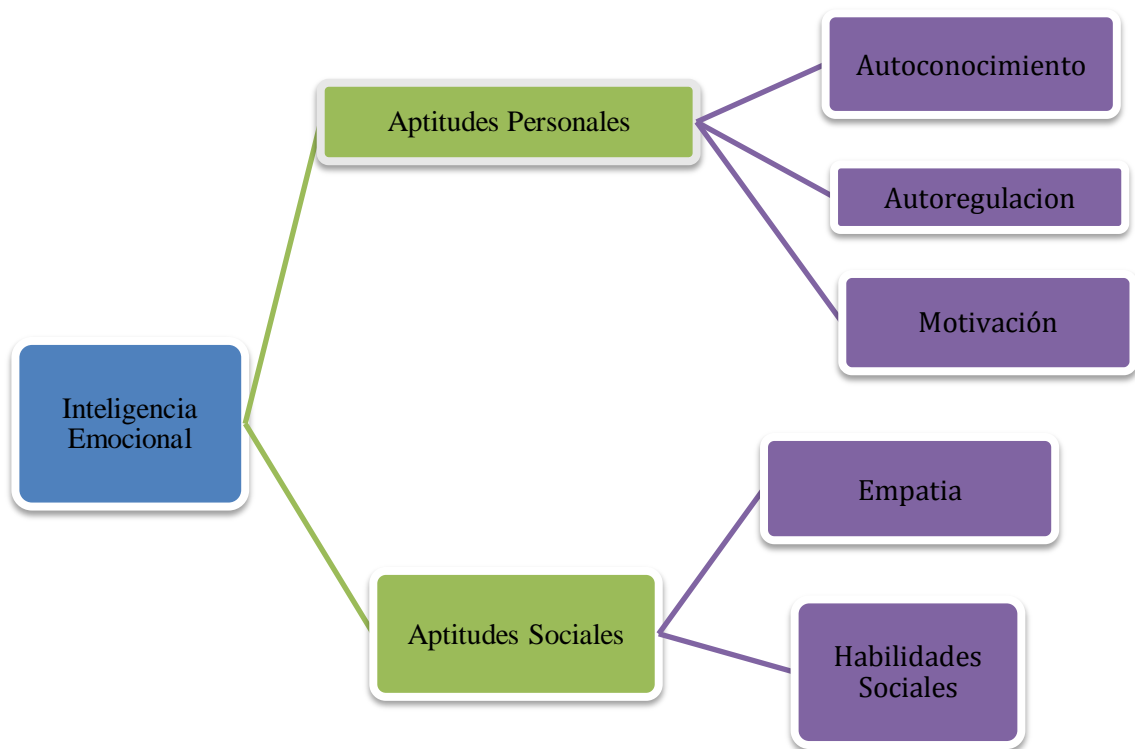 Autoconocimiento
Aptitudes Personales
Autoregulacion
Motivación
Inteligencia
Emocional
Empatia
Aptitudes Sociales
Habilidades
Sociales